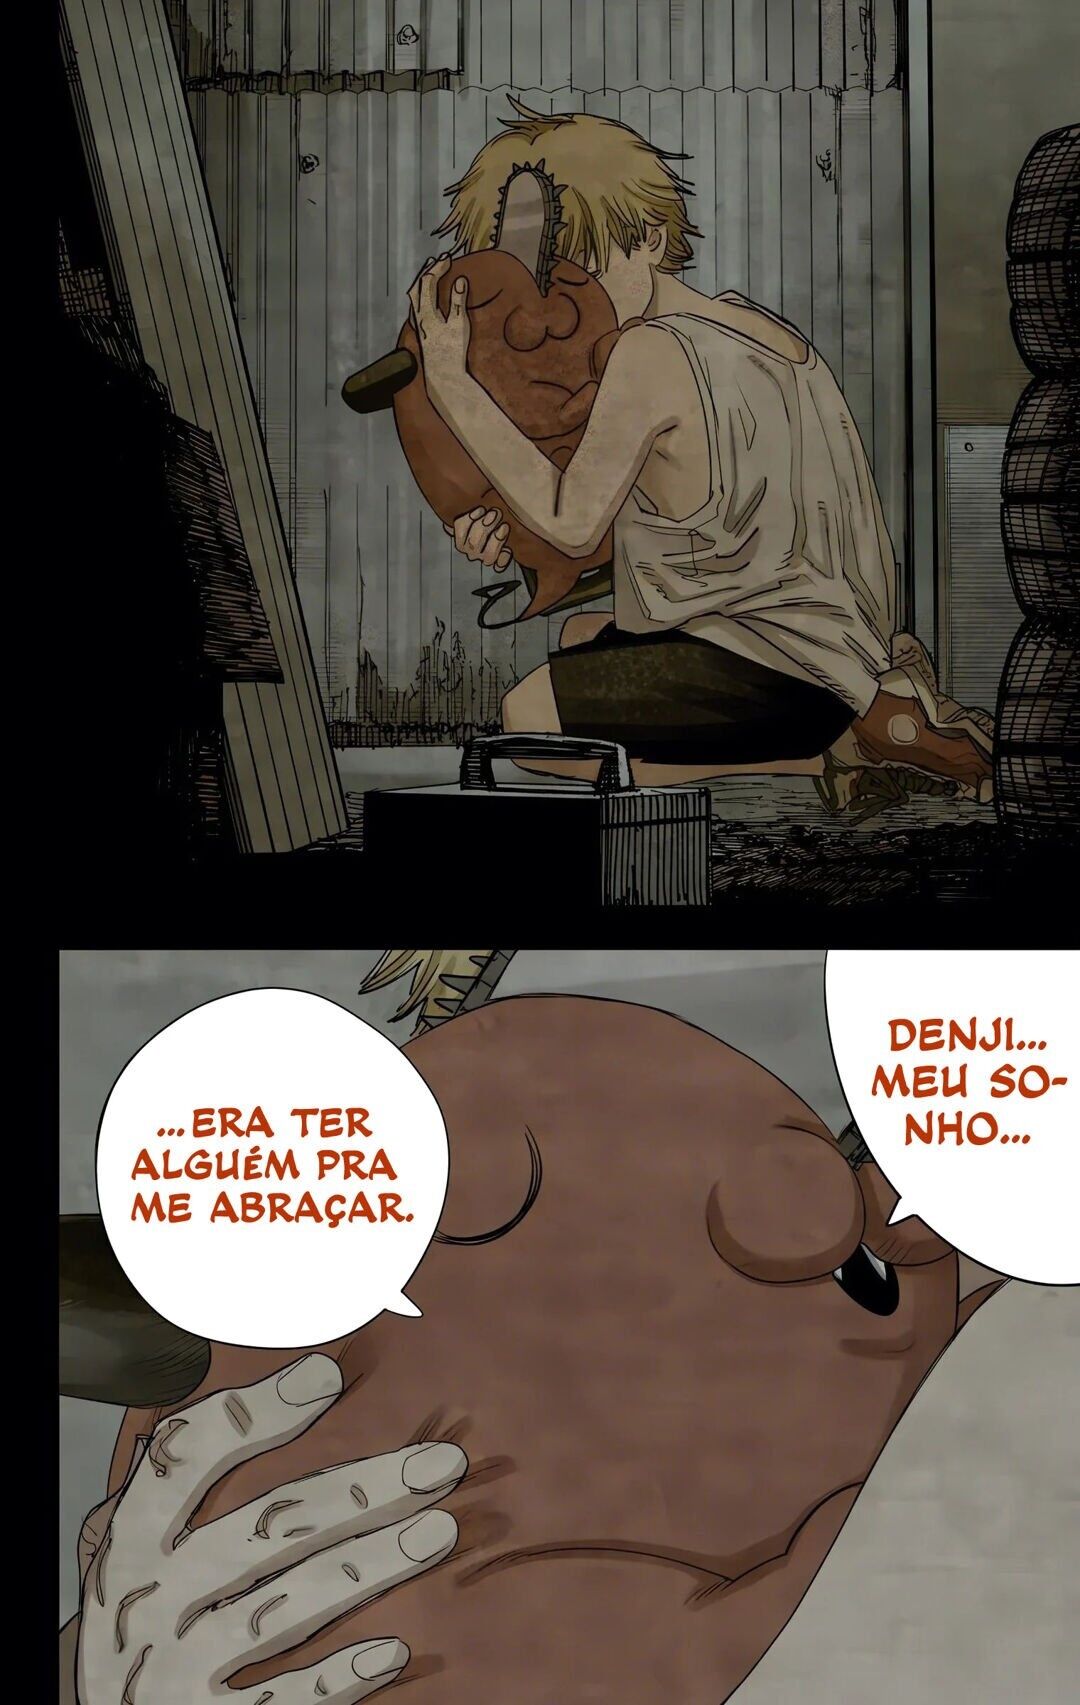 DENJI...
MEU SO-
NHO...
...ERA TER
ALGUÉM PRA
ME ABRAÇAR.